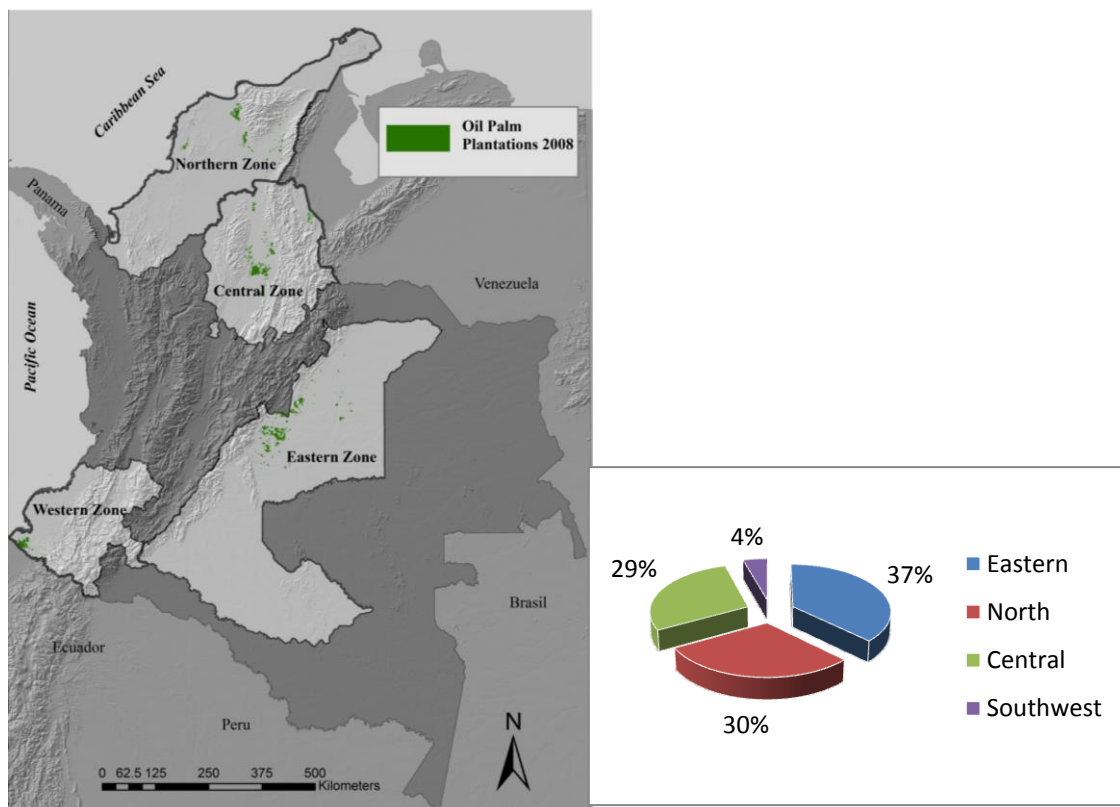 Caribbean Sea
Oil Palm
Plantations 2008
Northern Zone
Panama
Central Zone
Venezuela
Pacific Ocean
Eastern Zone
Western Zone
Brasil
Ecuador
Peru
N
0 62.5 125 250 375 500
Kilometers
4%
29%
37%
30%
Eastern
North
Central
Southwest